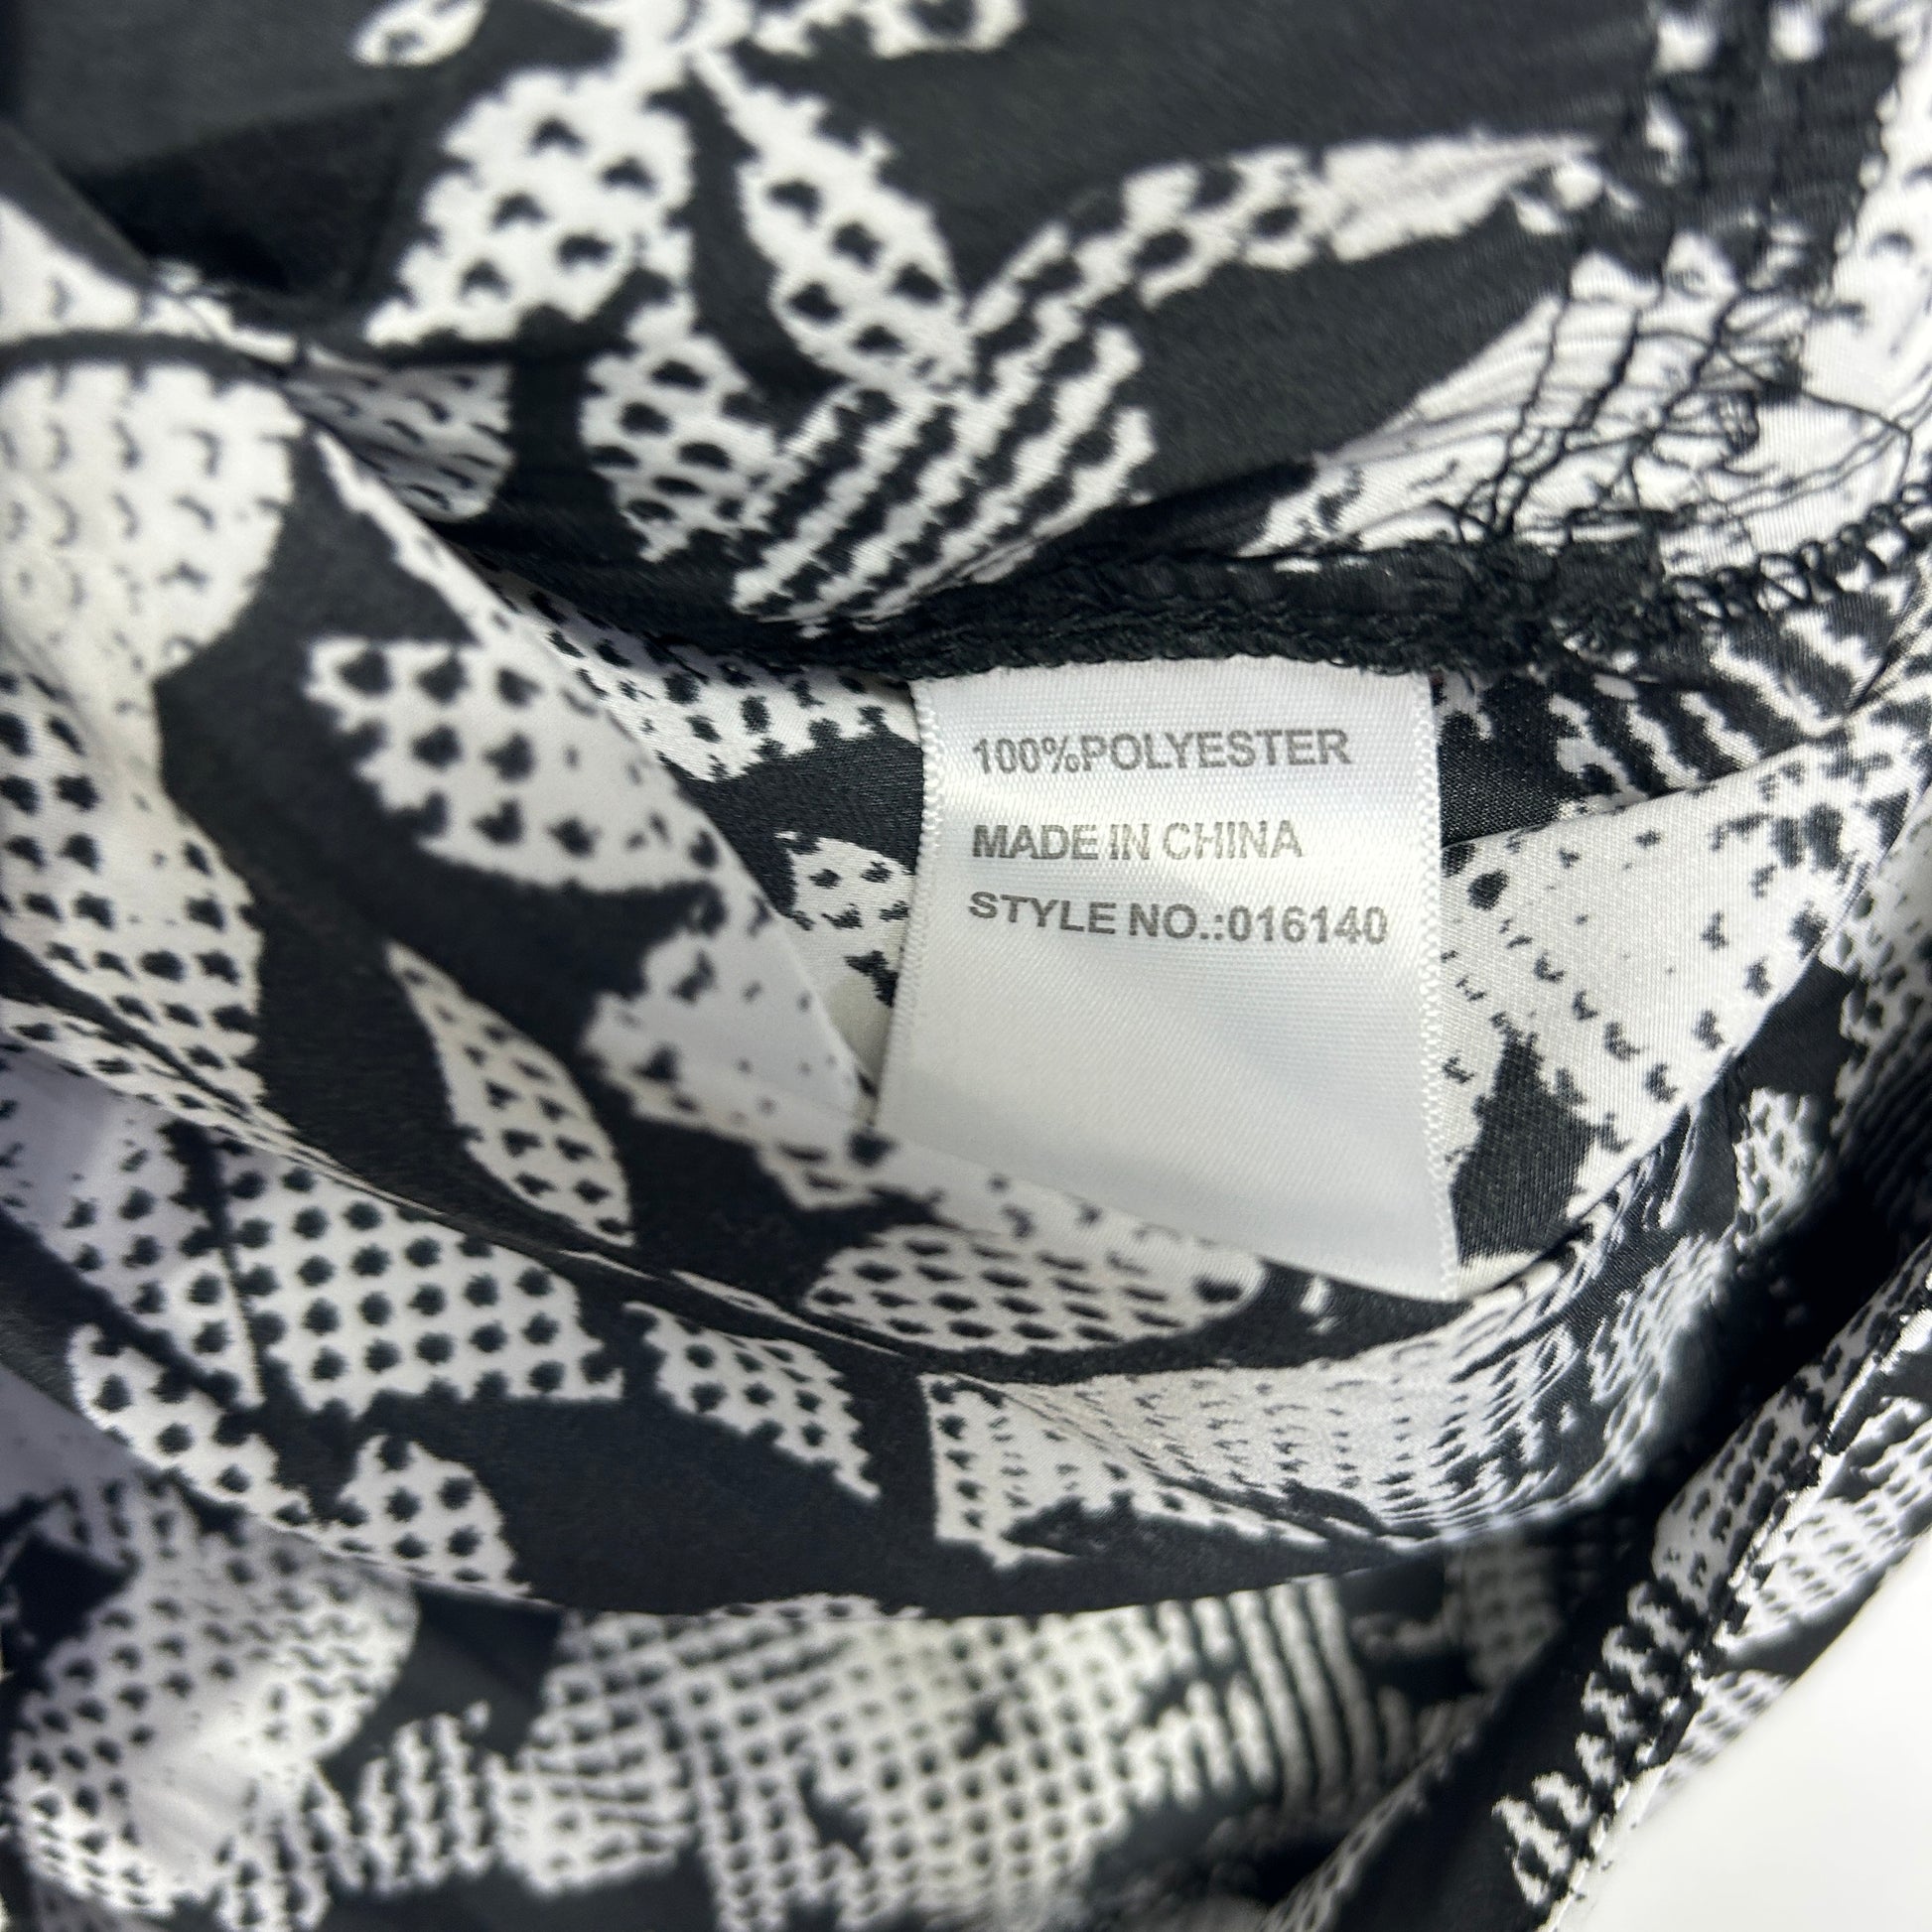 100%POLYESTER
MADE IN CHINA
STYLE NO.:016140